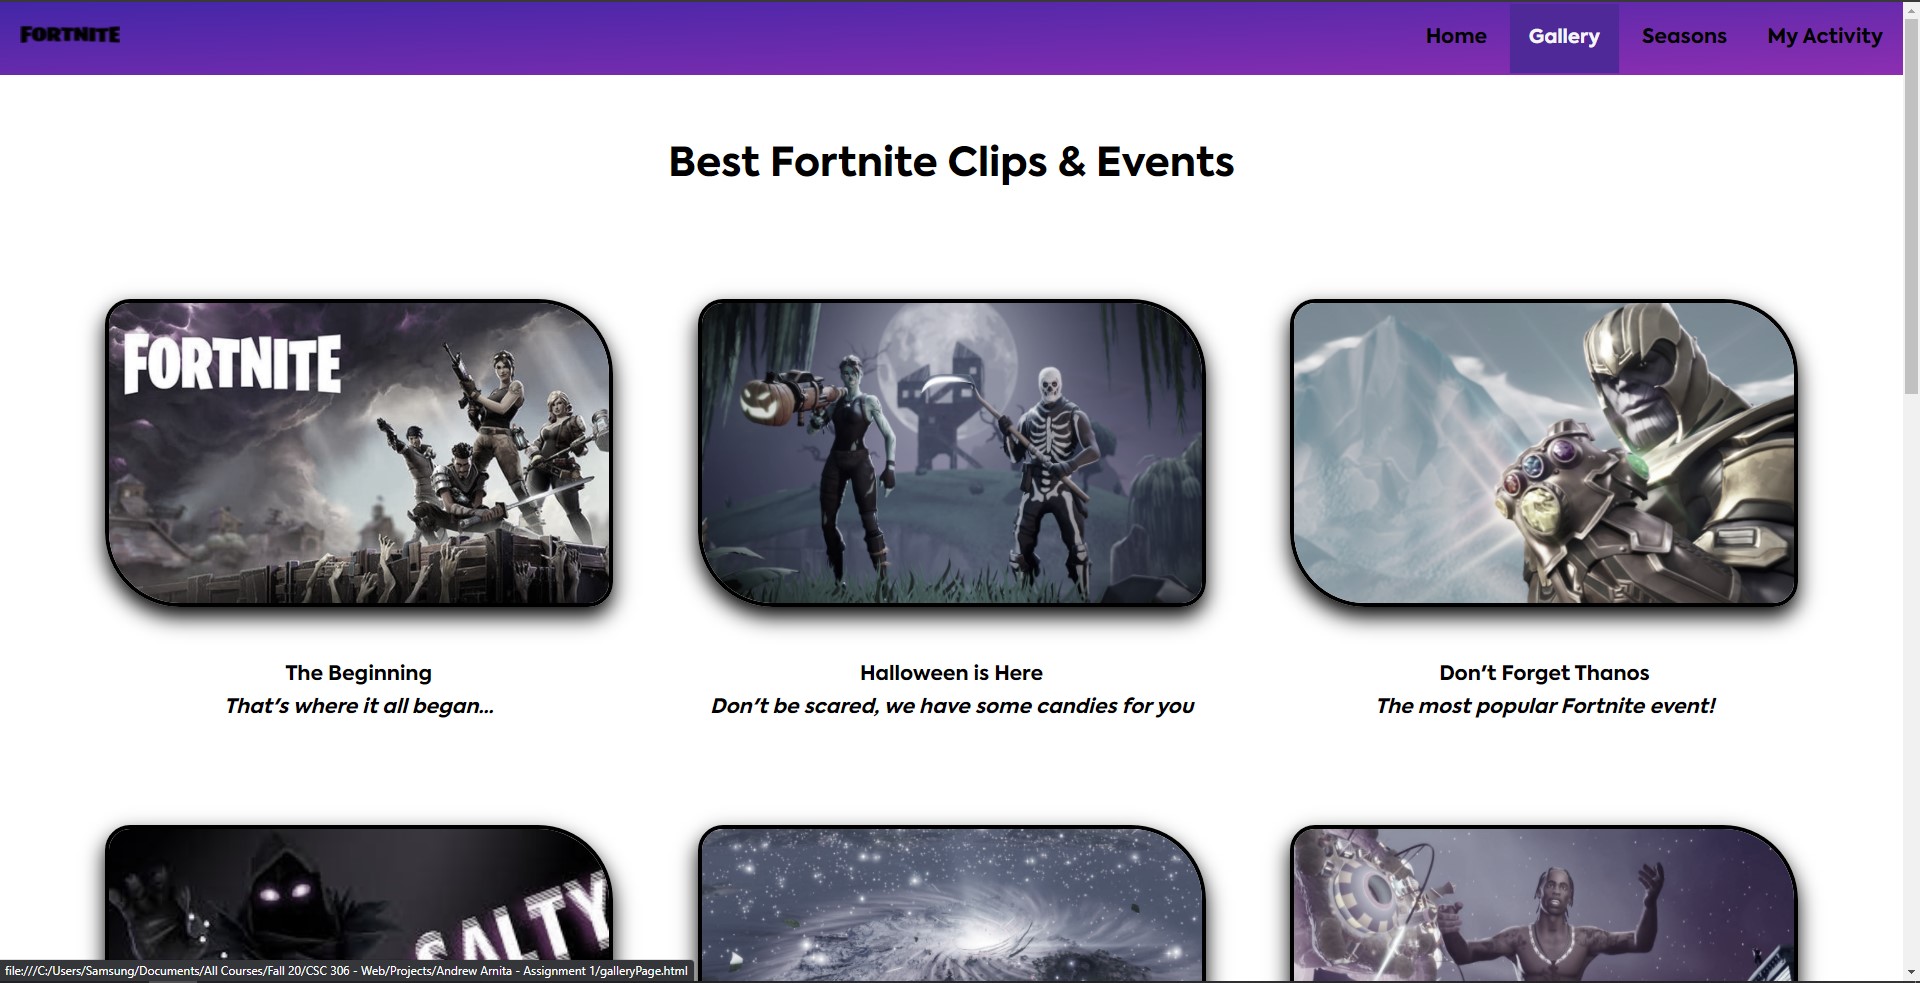 FORTNITE
Home Gallery Seasons My Activity
Best Fortnite Clips & Events
FORTNITE
The Beginning
That's where it all began...
Halloween is Here
Don't be scared, we have some candies for you
Don't Forget Thanos
The most popular Fortnite event!
SALTY
file:///C:/Users/Samsung/Documents/All Courses/Fall 20/CSC 306 - Web/Projects/Andrew Arnita - Assignment 1/galleryPage.html